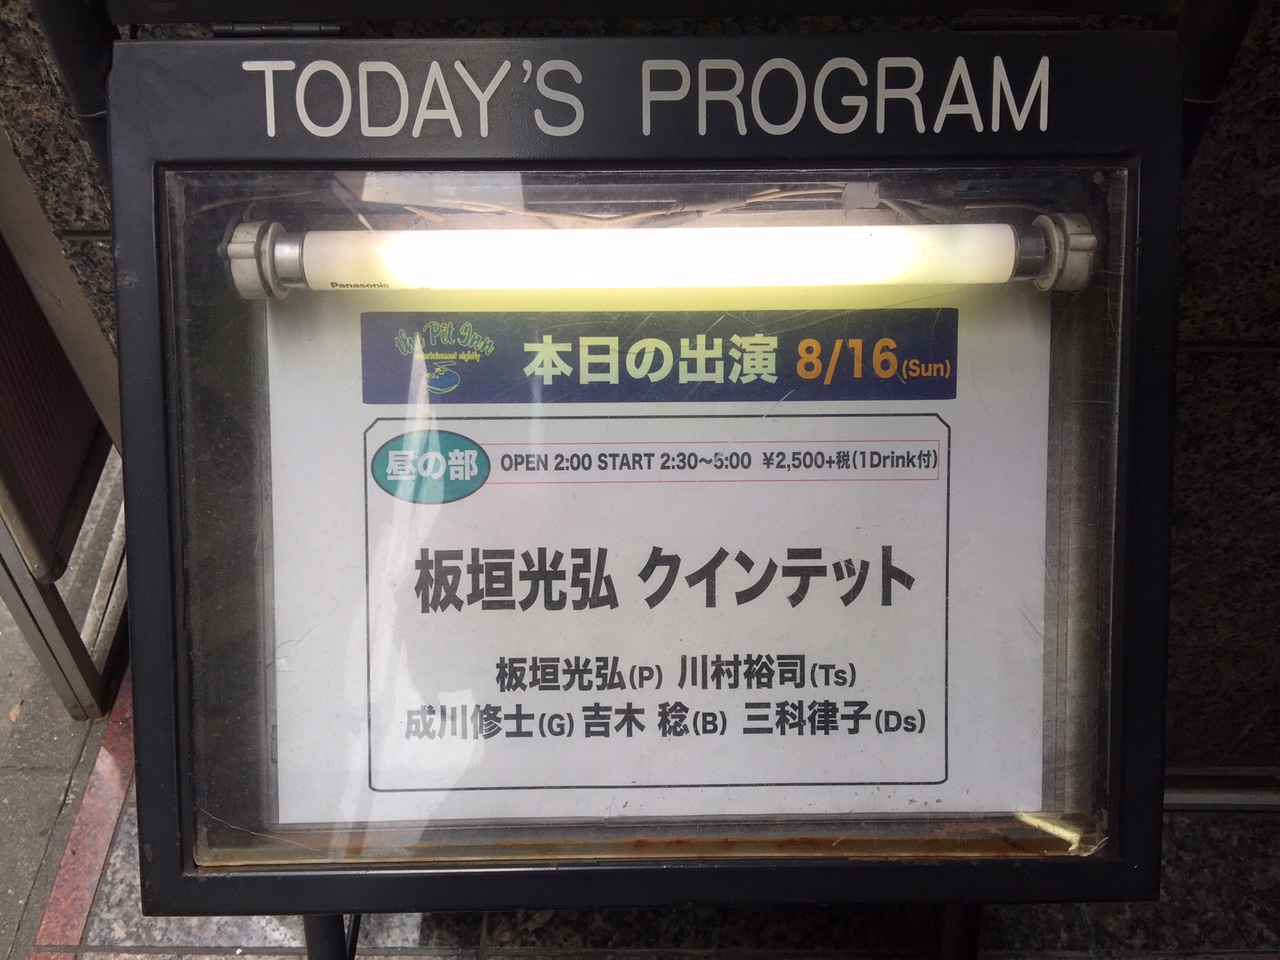 TODAY'S PROGRAM
Panasonic
the Pit Inn
entertainment nightly
本日の出演 8/16(Sun)
昼の部 OPEN 2:00 START 2:30〜5:00 ¥2,500+税(1Drink付)
板垣光弘 クインテット
板垣光弘(P) 川村裕司(Ts)
成川修士(G) 吉木 稔(B) 三科律子(Ds)